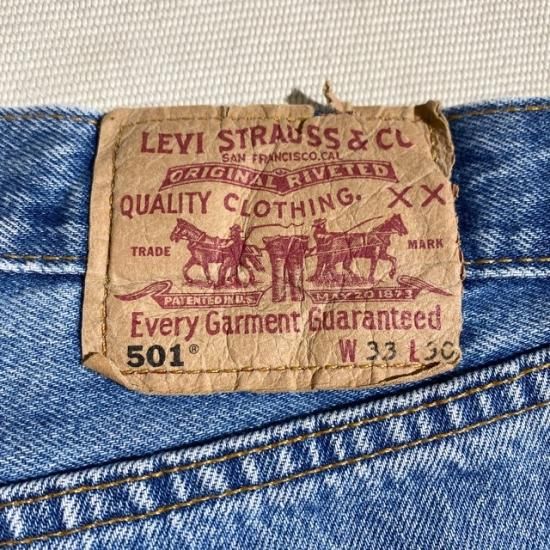 LEVI STRAUSS & CO
SAN FRANCISCO, CAL
ORIGINAL RIVETED
QUALITY CLOTHING. XX
TRADE MARK
PATENTED IN U.S. MAY 20 1873
Every Garment Guaranteed
501® W 33 L 30